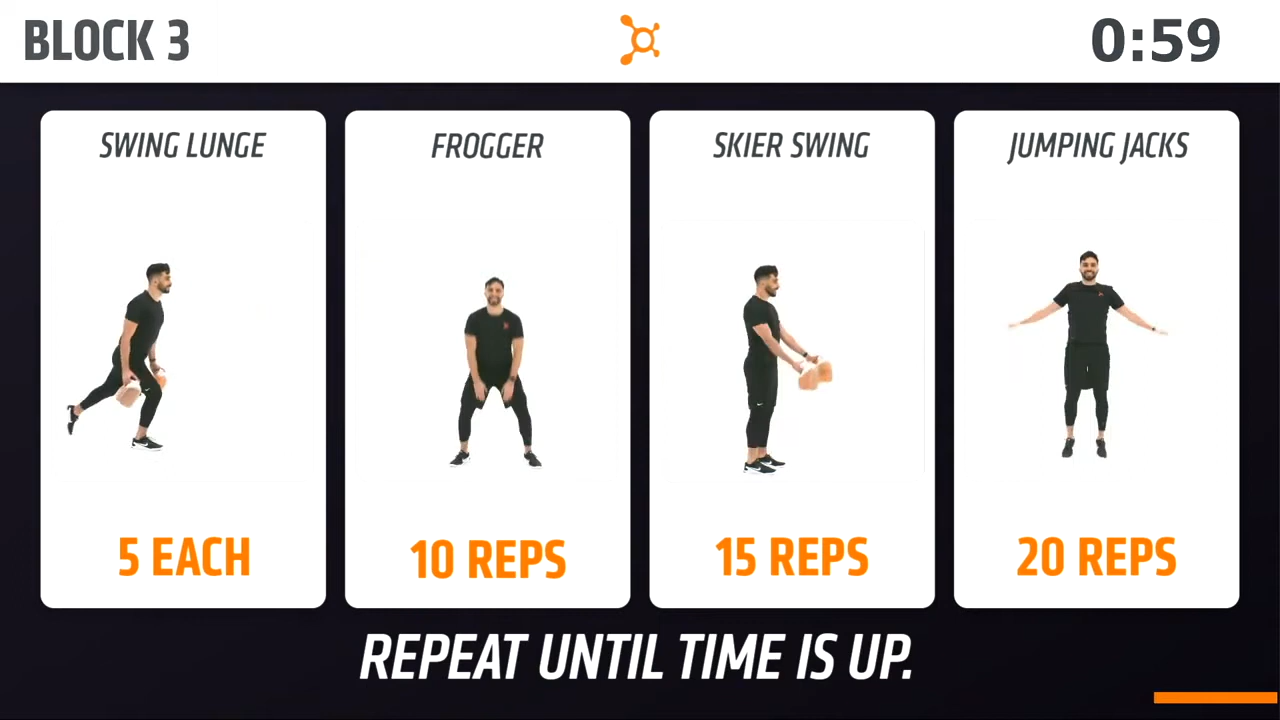 BLOCK 3
0:59
SWING LUNGE
FROGGER
SKIER SWING
JUMPING JACKS
5 EACH
10 REPS
15 REPS
20 REPS
REPEAT UNTIL TIME IS UP.